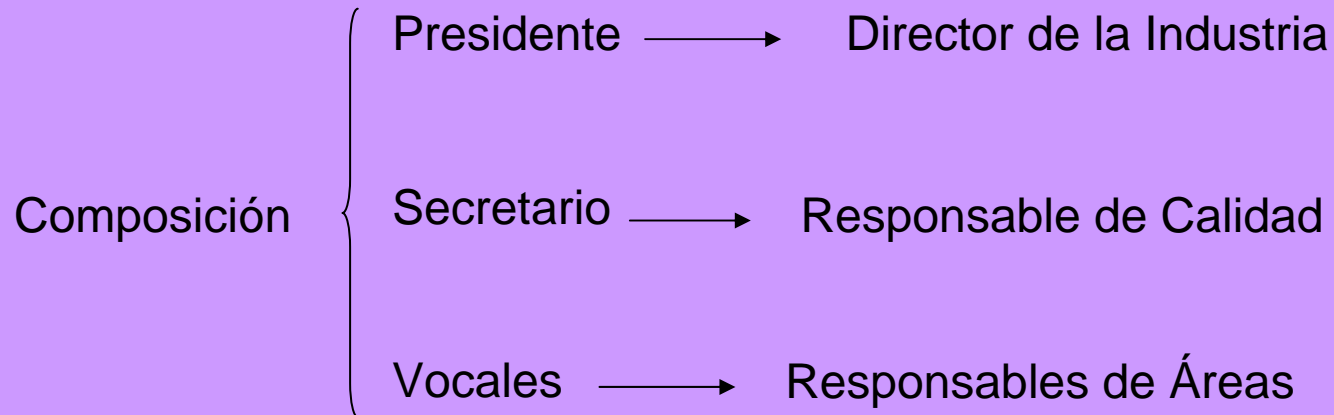 Presidente Director de la Industria
Composición Secretario Responsable de Calidad
Vocales Responsables de Áreas